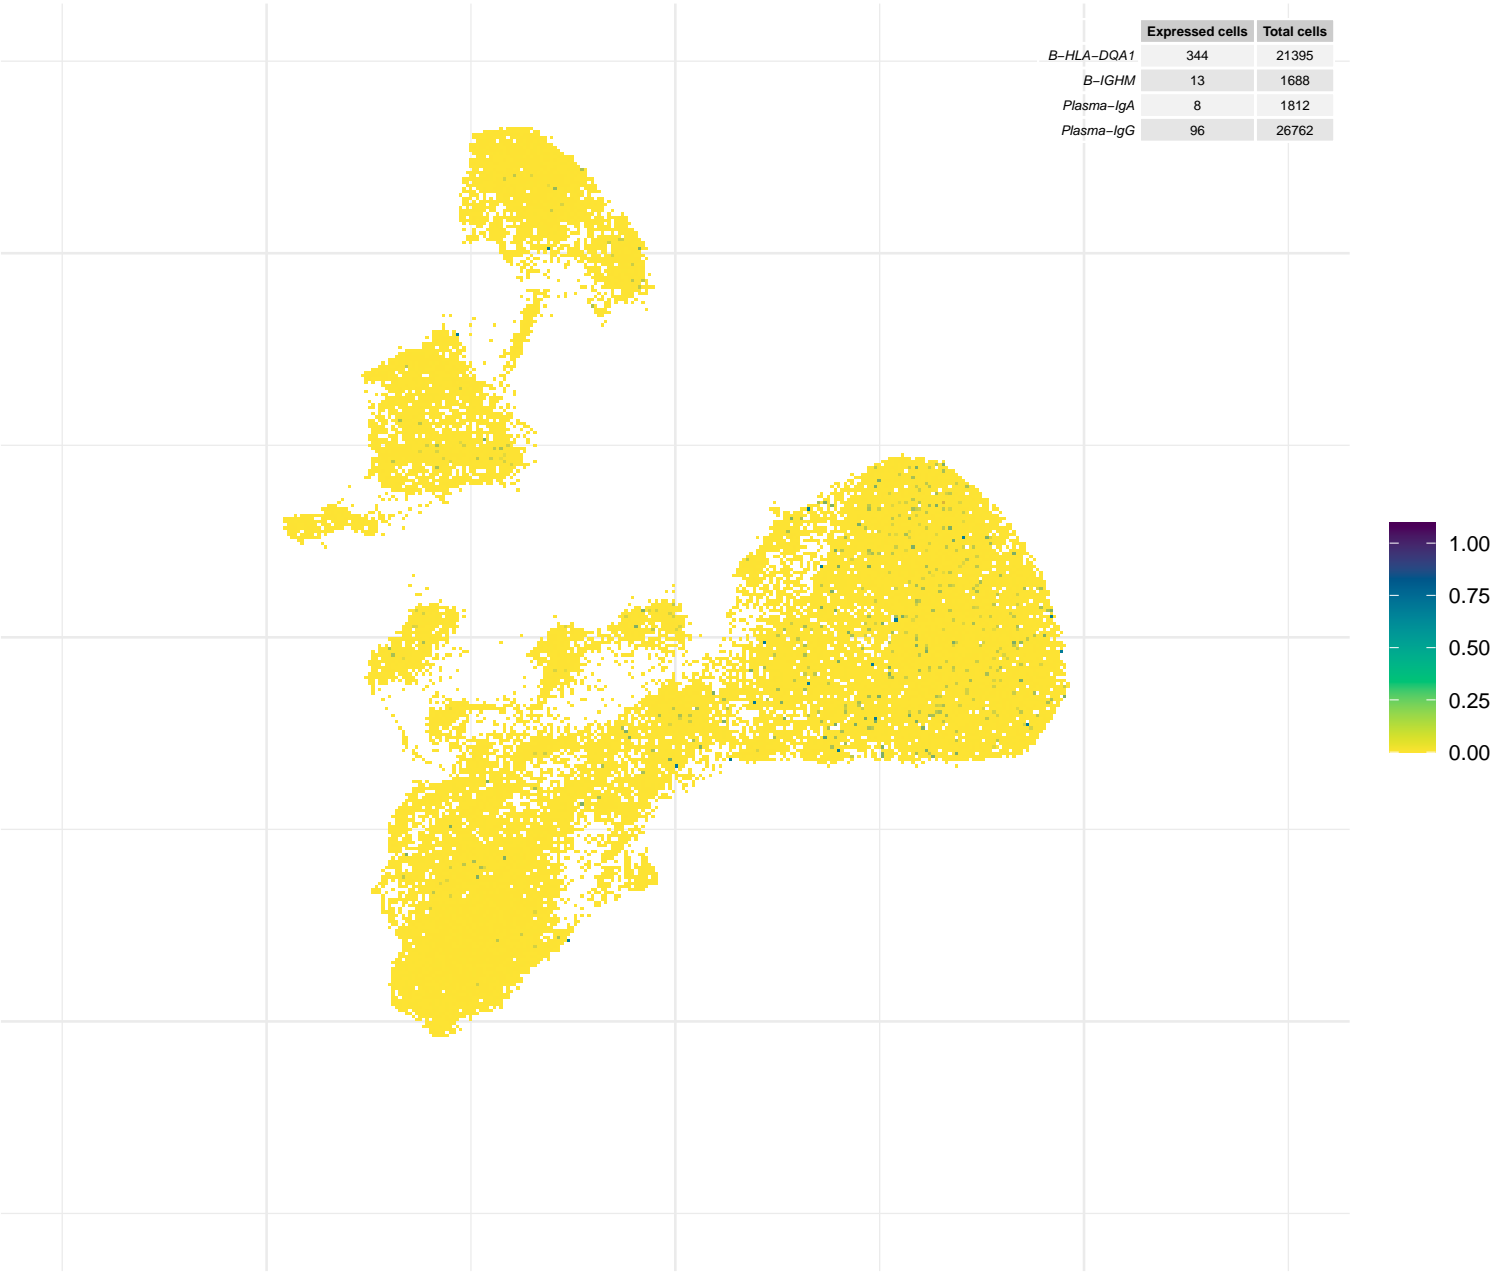 Expressed cells Total cells
B−HLA−DQA1 344 21395
B−IGHM 13 1688
Plasma−IgA 8 1812
Plasma−IgG 96 26762
1.00
0.75
0.50
0.25
0.00